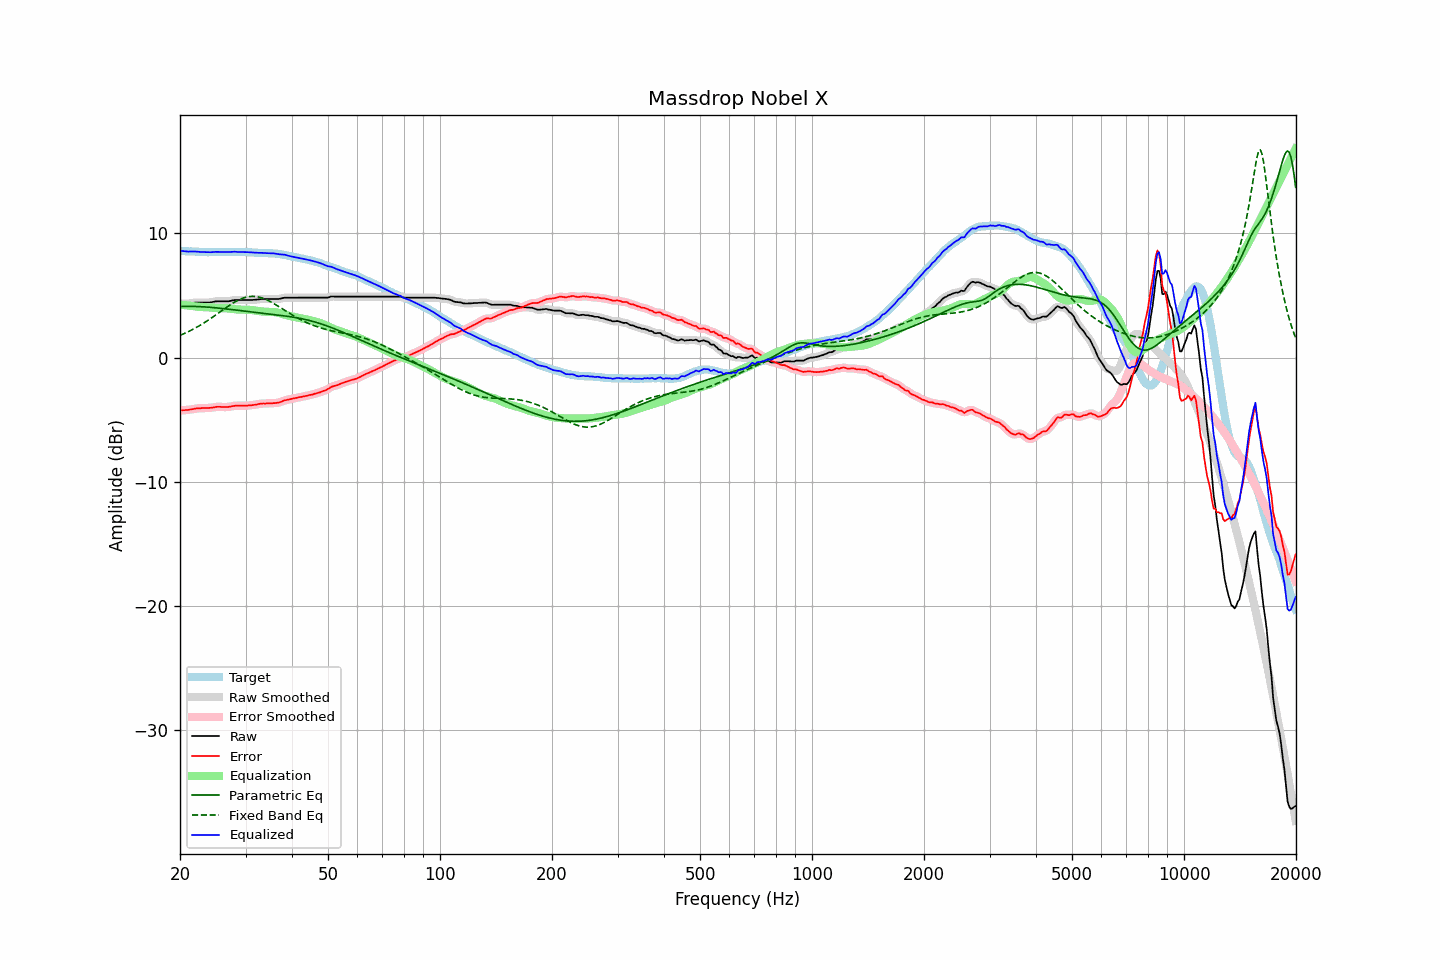 Massdrop Nobel X
Amplitude (dBr)
10
0
−10
−20
−30
Target
Raw Smoothed
Error Smoothed
Raw
Error
Equalization
Parametric Eq
Fixed Band Eq
Equalized
20 50 100 200 500 1000 2000 5000 10000 20000
Frequency (Hz)